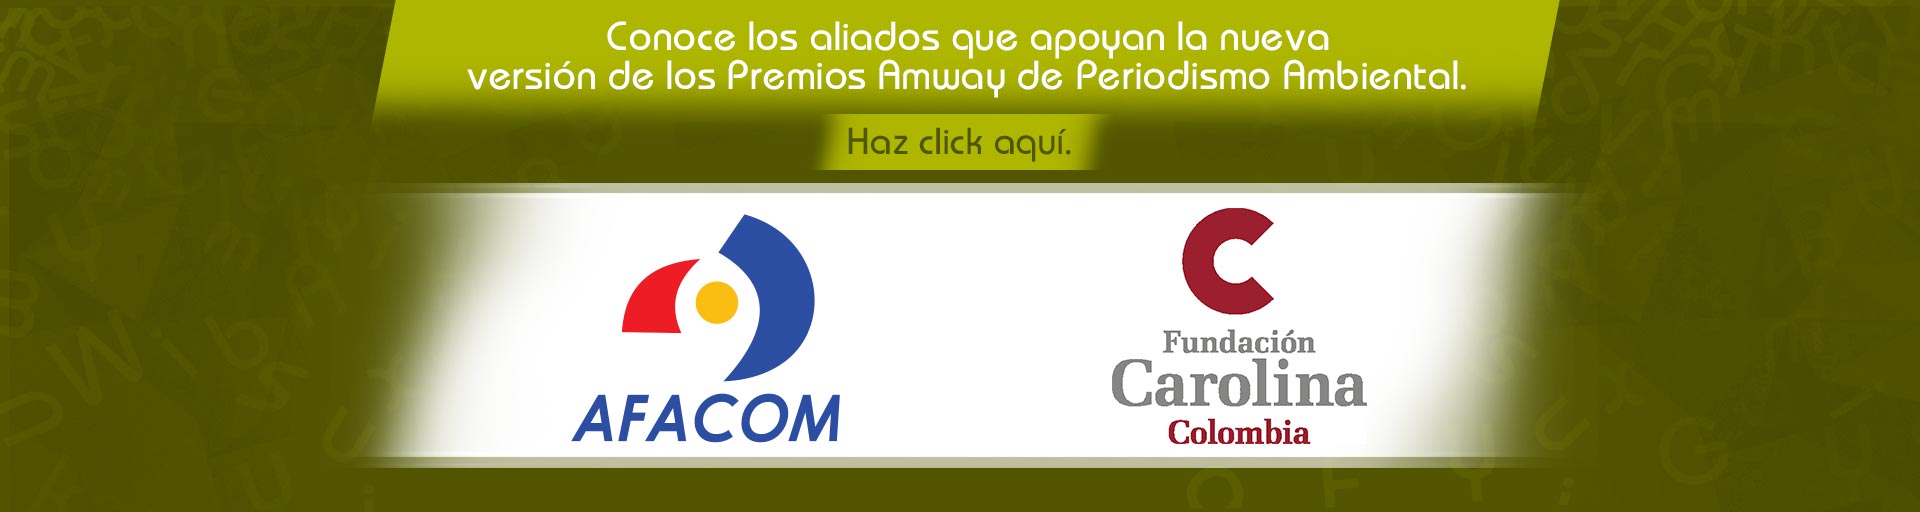 Conoce los aliados que apoyan la nueva
versión de los Premios Amway de Periodismo Ambiental.
Haz click aquí.
AFACOM
Fundación
Carolina
Colombia